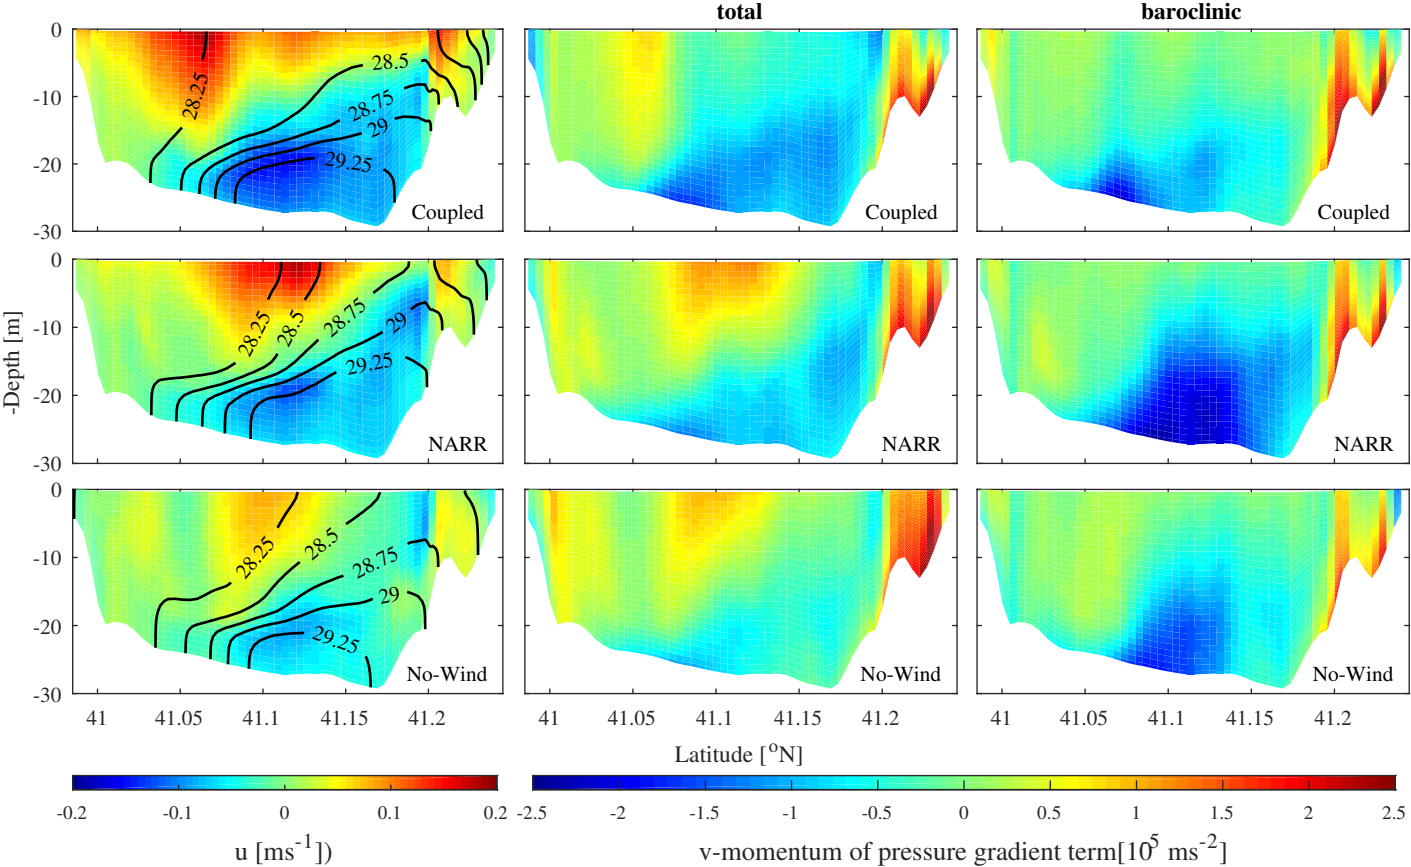 total
baroclinic
0
-10
-20
-30
28.25
28.5
28.75
29
29.25
Coupled
Coupled
Coupled
0
-10
-20
-30
-Depth [m]
28.25
28.5
28.75
29
29.25
NARR
NARR
NARR
0
-10
-20
-30
28.25
28.5
28.75
29
29.25
No-Wind
No-Wind
No-Wind
41 41.05 41.1 41.15 41.2
41 41.05 41.1 41.15 41.2
41 41.05 41.1 41.15 41.2
Latitude [°N]
-0.2 -0.1 0 0.1 0.2
-2.5 -2 -1.5 -1 -0.5 0 0.5 1 1.5 2 2.5
u [ms⁻¹])
v-momentum of pressure gradient term[10⁵ ms⁻²]